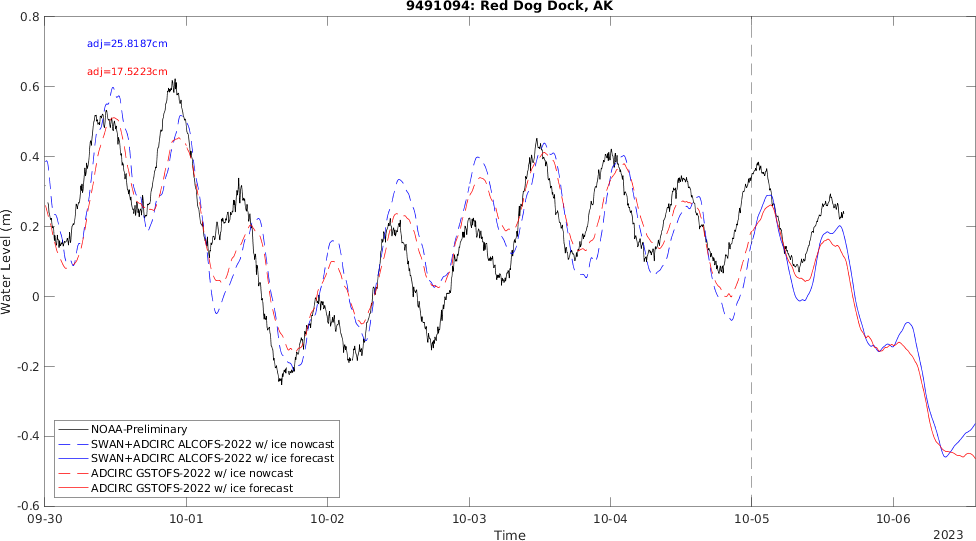 9491094: Red Dog Dock, AK
adj=25.8187cm
adj=17.5223cm
Water Level (m)
0.8
0.6
0.4
0.2
0
-0.2
-0.4
-0.6
NOAA-Preliminary
SWAN+ADCIRC ALCOFS-2022 w/ ice nowcast
SWAN+ADCIRC ALCOFS-2022 w/ ice forecast
ADCIRC GSTOFS-2022 w/ ice nowcast
ADCIRC GSTOFS-2022 w/ ice forecast
09-30 10-01 10-02 10-03 10-04 10-05 10-06
Time
2023